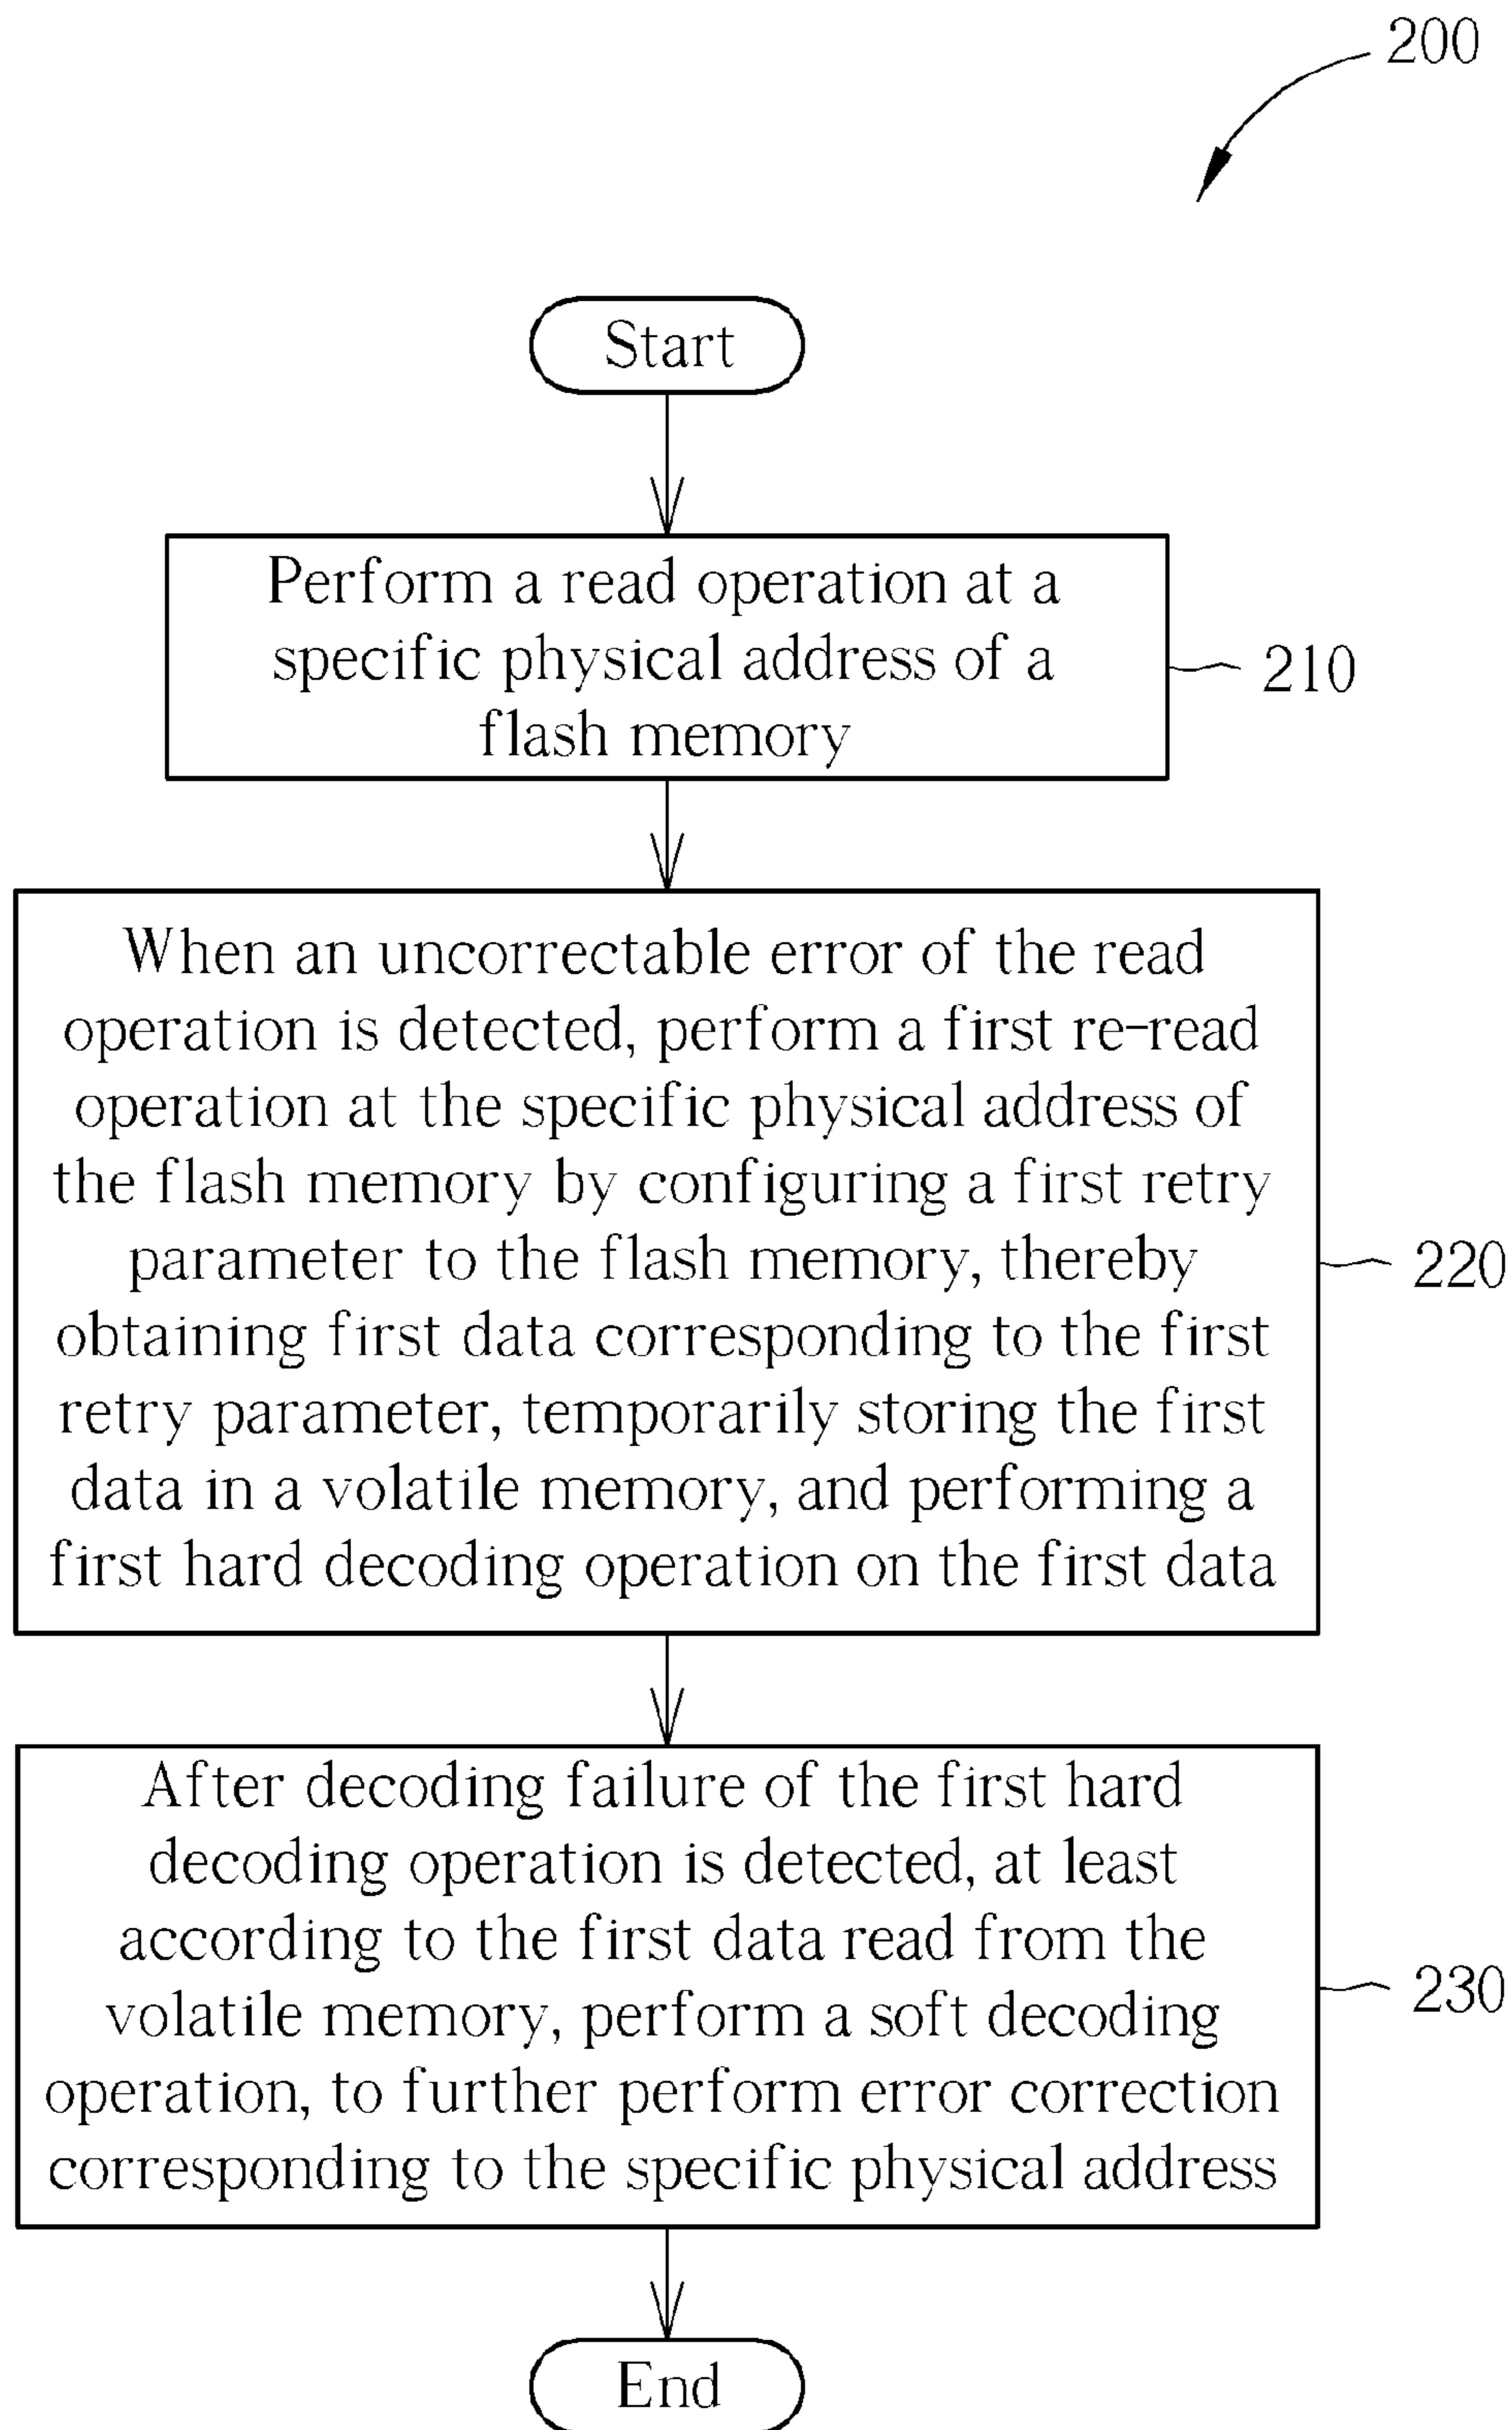 200
Start
Perform a read operation at a
specific physical address of a
flash memory
210
When an uncorrectable error of the read
operation is detected, perform a first re-read
operation at the specific physical address of
the flash memory by configuring a first retry
parameter to the flash memory, thereby
obtaining first data corresponding to the first
retry parameter, temporarily storing the first
data in a volatile memory, and performing a
first hard decoding operation on the first data
220
After decoding failure of the first hard
decoding operation is detected, at least
according to the first data read from the
volatile memory, perform a soft decoding
operation, to further perform error correction
corresponding to the specific physical address
230
End